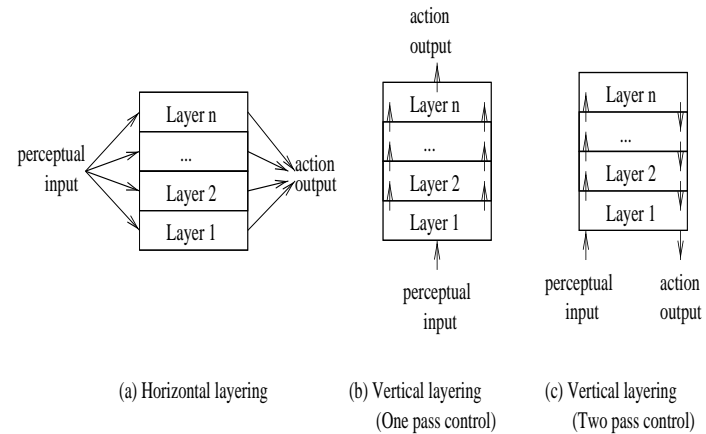 Layer n
...
Layer 2
Layer 1
perceptual
input
action
output
(a) Horizontal layering
action
output
Layer n
...
Layer 2
Layer 1
perceptual
input
(b) Vertical layering
(One pass control)
Layer n
...
Layer 2
Layer 1
perceptual
input
action
output
(c) Vertical layering
(Two pass control)